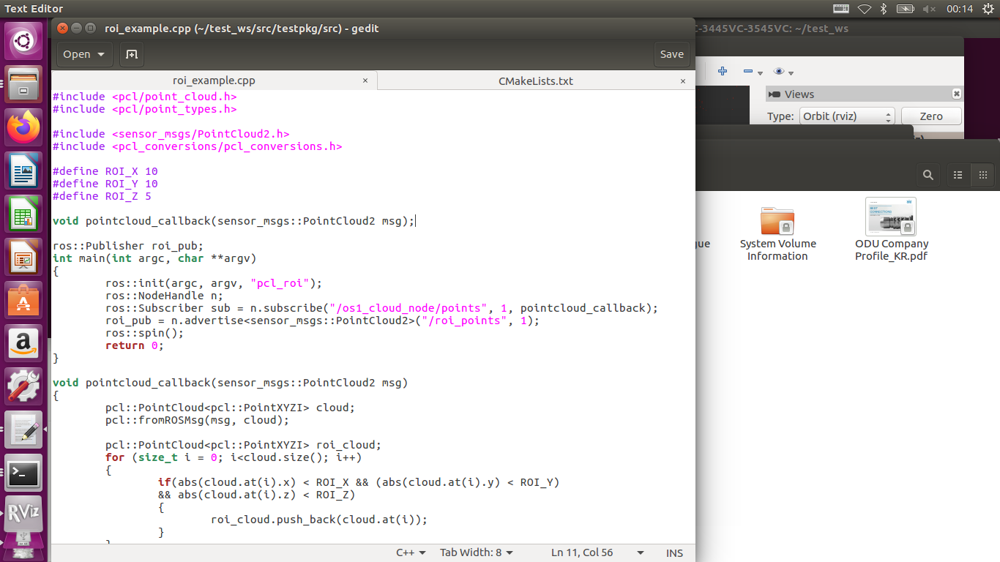 Text Editor
00:14
roi_example.cpp (~/test_ws/src/testpkg/src) - gedit
C-3445VC-3545VC: ~/test_ws
Open
Save
roi_example.cpp
CMakeLists.txt
#include <pcl/point_cloud.h>
#include <pcl/point_types.h>
#include <sensor_msgs/PointCloud2.h>
#include <pcl_conversions/pcl_conversions.h>
#define ROI_X 10
#define ROI_Y 10
#define ROI_Z 5
void pointcloud_callback(sensor_msgs::PointCloud2 msg);
ros::Publisher roi_pub;
int main(int argc, char **argv)
{
ros::init(argc, argv, "pcl_roi");
ros::NodeHandle n;
ros::Subscriber sub = n.subscribe("/os1_cloud_node/points", 1, pointcloud_callback);
roi_pub = n.advertise<sensor_msgs::PointCloud2>("/roi_points", 1);
ros::spin();
return 0;
}
void pointcloud_callback(sensor_msgs::PointCloud2 msg)
{
pcl::PointCloud<pcl::PointXYZI> cloud;
pcl::fromROSMsg(msg, cloud);
pcl::PointCloud<pcl::PointXYZI> roi_cloud;
for (size_t i = 0; i<cloud.size(); i++)
{
if(abs(cloud.at(i).x) < ROI_X && (abs(cloud.at(i).y) < ROI_Y)
&& abs(cloud.at(i).z) < ROI_Z)
{
roi_cloud.push_back(cloud.at(i));
}
C++
Tab Width: 8
Ln 11, Col 56
INS
Views
Type:
Orbit (rviz)
Zero
gue
System Volume
Information
ODU Company
Profile_KR.pdf
a
A
>_
RViz